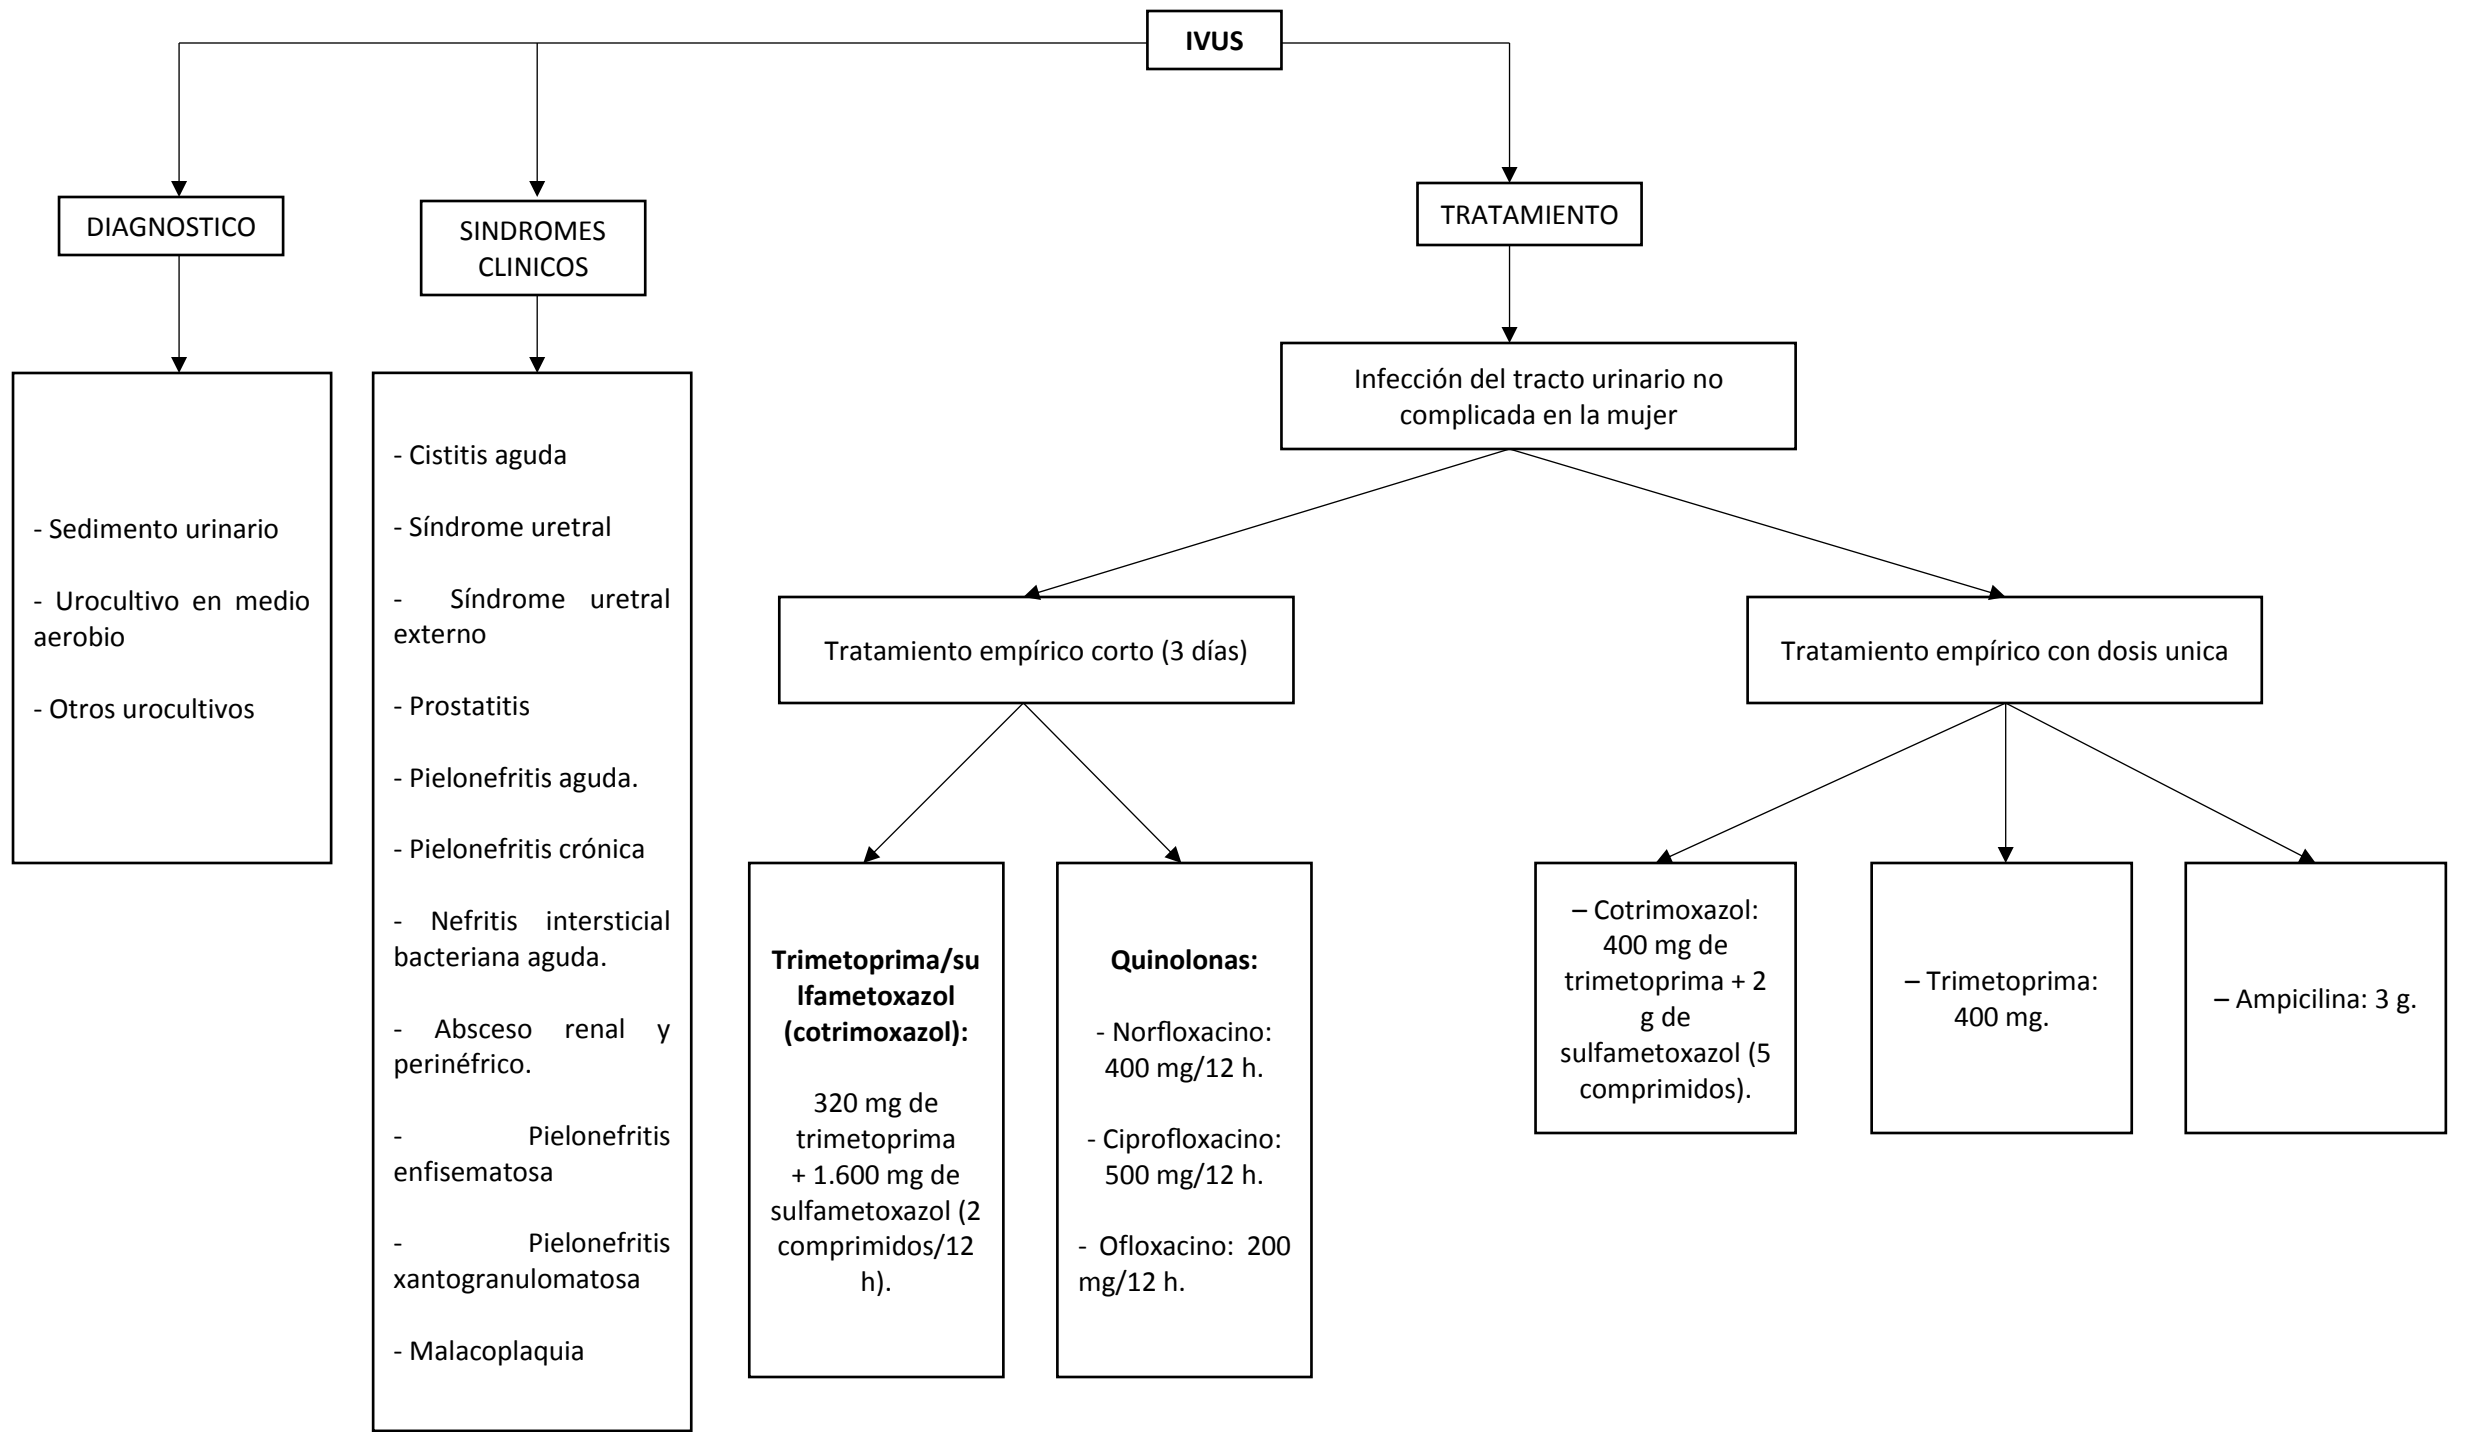 IVUS
DIAGNOSTICO
SINDROMES
CLINICOS
TRATAMIENTO
- Sedimento urinario
- Urocultivo en medio
aerobio
- Otros urocultivos
- Cistitis aguda
- Síndrome uretral
- Síndrome uretral
externo
- Prostatitis
- Pielonefritis aguda.
- Pielonefritis crónica
- Nefritis intersticial
bacteriana aguda.
- Absceso renal y
perinéfrico.
- Pielonefritis
enfisematosa
- Pielonefritis
xantogranulomatosa
- Malacoplaquia
Infección del tracto urinario no
complicada en la mujer
Tratamiento empírico corto (3 días)
Tratamiento empírico con dosis unica
Trimetoprima/su
lfametoxazol
(cotrimoxazol):
320 mg de
trimetoprima
+ 1.600 mg de
sulfametoxazol (2
comprimidos/12
h).
Quinolonas:
- Norfloxacino:
400 mg/12 h.
- Ciprofloxacino:
500 mg/12 h.
- Ofloxacino: 200
mg/12 h.
– Cotrimoxazol:
400 mg de
trimetoprima + 2
g de
sulfametoxazol (5
comprimidos).
– Trimetoprima:
400 mg.
– Ampicilina: 3 g.